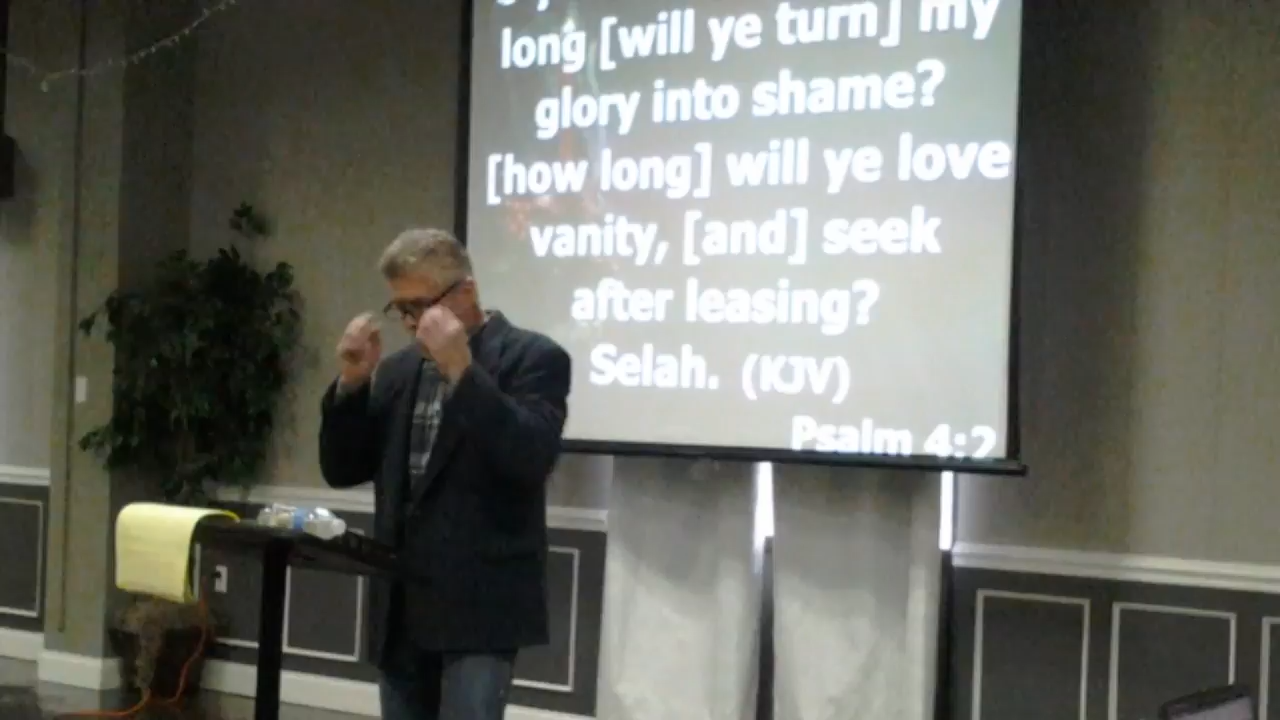 long [will ye turn] my
glory into shame?
[how long] will ye love
vanity, [and] seek
after leasing?
Selah. (KJV)
Psalm 4:2